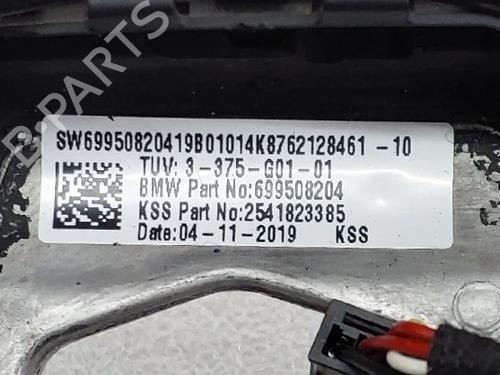 SW69950820419B01014K8762128461 -10
TUV: 3-375-G01-01
BMW Part No:699508204
KSS Part No:2541823385
Date:04-11-2019 KSS